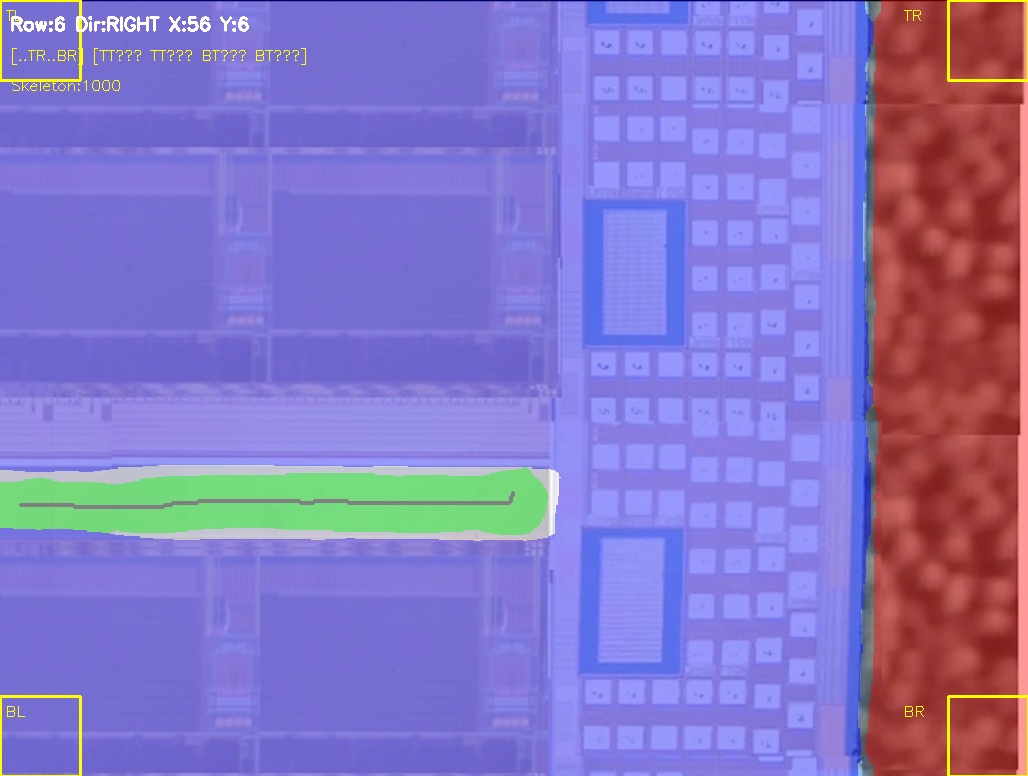 TL
Row:6 Dir:RIGHT X:56 Y:6
TR
[..TR..BR] [TT??? TT??? BT??? BT???]
Skeleton:1000
BL
BR